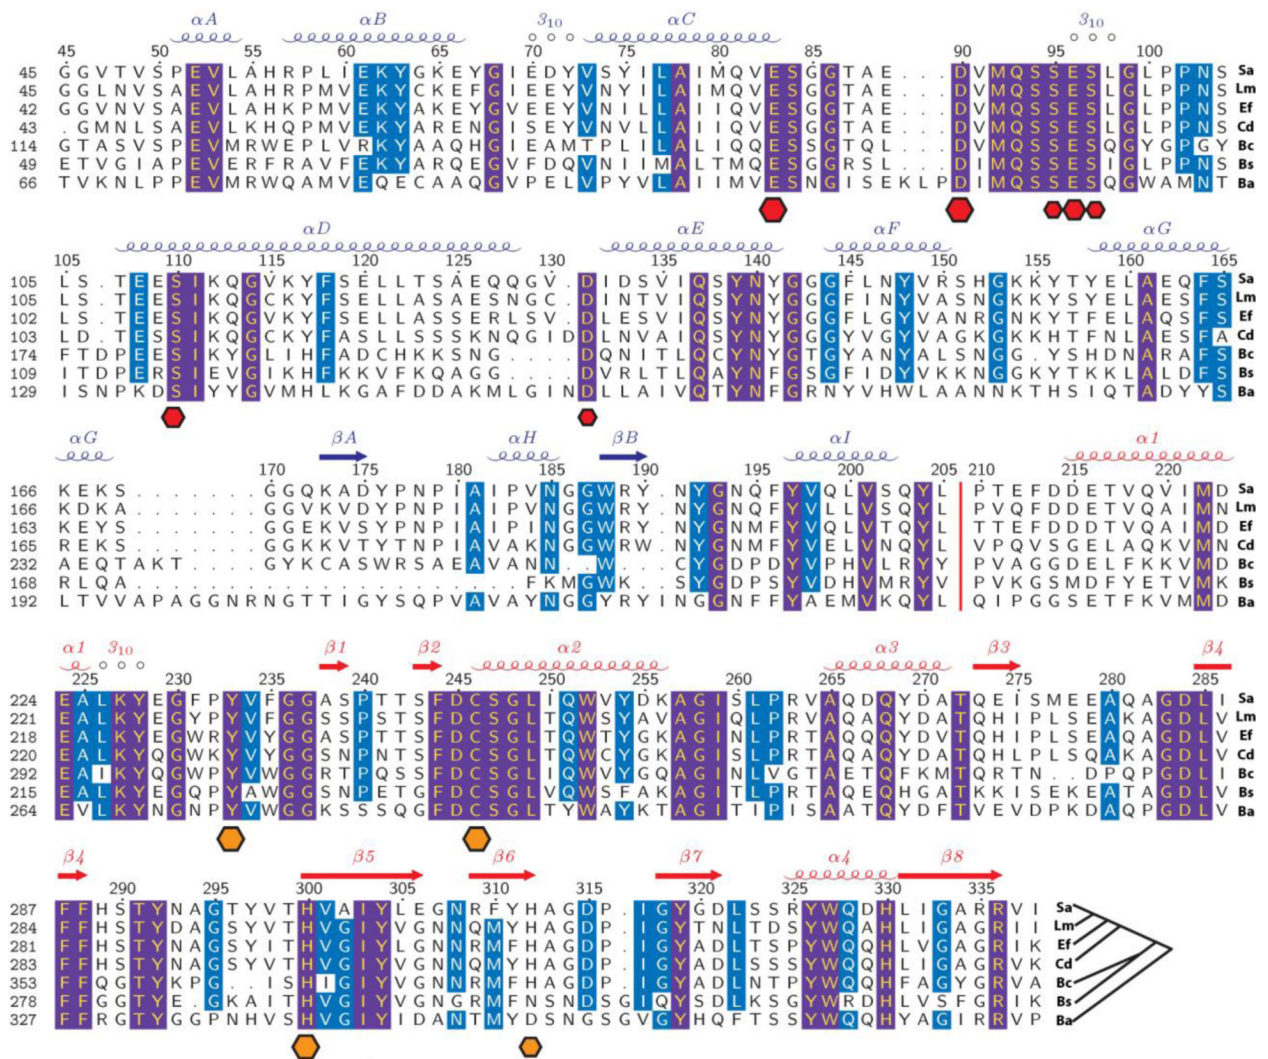 αA αB 3₁₀ αC 3₁₀
45 50 55 60 65 70 75 80 85 90 95 100
45 GGVTVSPEVLAHRPLIEKYGKEYGIEDYVSYILAIMQVESGGTAE...DVMQSSESLGLPPNS Sa
45 GGLNVSAEVLAHRPMVEKYCKEFGIEEYVNYILAIMQVESGGTAE...DVMQSSESLGLPPNS Lm
42 GGVNVSAEVLAYKPMVEKYAKEYGVEEYVNYLLAIIQVESGGTAE...DVMQSSESLGLPPNS Ef
43 .GMNLSAEVLKHQPMVEKYARENGISEYVNVLLAIIQVESGGTAE...DVMQSSESLGLPPNS Cd
114 GTASVSPEVMRWEPLVRKYAAQHGIEAMTPLILALIQQESGGTQL...DVMQSSESQGYGPGY Bc
49 ETVGIAPEVERFRAVFEKYARQEGVFDQVNIIMALTMQESGGRSL...DIMQSSESIGLPPNS Bs
66 TVKNLPPEVMRWQAMVEQECAAQGVPELVPYVLAIIMVESNGISEKLPDIMQSSESQGWAMNT Ba
αD αE αF αG
105 110 115 120 125 130 135 140 145 150 155 160 165
105 LS.TEESIKQGVKYFSELLTSAEQQGV.DIDSVIQSYNYGGGFLNYVRSHGKKYTYELAEQFS Sa
105 LS.TEESIKQGCKYFSELLASAESNGC.DINTVIQSYNYGGGFINYVASNGKKYSYELAESFS Lm
102 LS.TEESIKQGVKYFSELLASSERLSV.DLESVIQSYNYGGGFLGYVANRGNKYTFELAQSFS Ef
103 LD.TEESIKQGCKYFASLLSSSKNQGIDDLNVAIQSYNYGGGYVGYVAGKGKKHTFNLAESFA Cd
174 FTDPEESIKYGLIHFADCHKKSNG....DQNITLQCYNYGTGYANYALSNGG.YSHDNARAFS Bc
109 ITDPERSIEVGIKHFKKVFKQAGG....DVRLTLQAYNFGSGFIDYVKKNGGKYTKKLALDFS Bs
129 ISNPKDSIYYGVMHLKGAFDDAKMLGINDLLAIVQTYNFGRNYVHWLAANNKTHSIQTADYYS Ba
αG βA αH βB αI α1
170 175 180 185 190 195 200 205 210 215 220
166 KEKS.......GGQKADYPNPIAIPVNGGWRY.NYGNQFYVQLVSQYL PTEFDDETVQVIMD Sa
166 KDKA.......GGVKVDYPNPIAIPVNGGWRY.NYGNQFYVQLVSQYL PVQFDDETVQAIMN Lm
163 KEYS.......GGEKVSYPNPIAIPINGGWRY.NYGNMFYVQLVTQYL TTEFDDDTVQAIMD Ef
165 REKS.......GGKKVTYTNPIAVAKNGGWRW.NYGNMFYVELVNQYL VPQVSGELAQKVMN Cd
232 AEQTAKT....GYKCASWRSAEAVANN..W...CYGDPDYVPHVLRYY PVAGGDELFKKVMD Bc
168 RLQA......................FKMGWK..SYGDPSYVDHVMRYV PVKGSMDFYETVMK Bs
192 LTVVAPAGGNRNGTTIGYSQPVAVAYNGGYRYINGGNFFYAEMVKQYL QIPGGSETFKVMMD Ba
α1 3₁₀ β1 β2 α2 α3 β3 β4
225 230 235 240 245 250 255 260 265 270 275 280 285
224 EALKYEGFPYVFGGASPTTSFDCSGLIQWVYDKAGISLPRVAQDQYDATQEISMEEAQAGDLI Sa
221 EALKYEGYPYVFGGSSPSTSFDCSGLTQWSYAVAGINLPRTAQAQYDATQHIPLSEAKAGDLV Lm
218 EALKYEGWRYVYGGASPTTSFDCSGLTQWTYGKAGINLPRTAQQQYDVTQHIPLSEAQAGDLV Ef
220 EALKYQGWPYVFGGSNPNTSFDCSGLTQWCYGKAGISLPRTAQAQYDATQHLPLSQAKAGDLV Cd
292 EAIKYQGWPYVWGGRTPQSSFDCSGLIQWVYGQAGINLVGTAETQFKMTQRTN..DPQPGDLI Bc
215 EALKYEGQPYAWGGSNPETGFDCSGLVQWSFAKAGITLPRTAQEQHGATKKISEKEATAGDLV Bs
264 EVLKYNGNPYVWGGKSSSQGFDCSGLTQWAYKTAGITIPISAATQYDFTVEVDPKDAQPGDLV Ba
β4 β5 β6 β7 α4 β8
290 295 300 305 310 315 320 325 330 335
287 FFHSTYNAGTYVTHVAIYLEGNRFYHAGDP.IGYGDLSSRYWQDHLIGARRVI Sa
284 FFHSTYDAGSYITHVGIYVGNNQMYHAGDP.IGYTNLTDSYWQAHLIGAGRII Lm
281 FFHSTYNAGSYITHVGIYLGNNRMFHAGDP.IGYADLTSPYWQQHLVGAGRIK Ef
283 FFHSTYNAGSYVTHVGIYVGNNQMYHAGDP.IGYADLSSSYWQQHLIGAGRVK Cd
353 FFQGTYKPG..ISHIGIYVGNNRMFHAGDP.IGYADLNTPYWQQHFAGYGRVA Bc
278 FFGGTYE.GKAITHVGIYVGNGRMFNSNDSGIQYSDLKSGYWRDHLVSFGRIK Bs
327 FFRGTYGGPNHVSHVGIYIDANTMYDSNGSGVGYHQFTSSYWQQHYAGIRRVP Ba